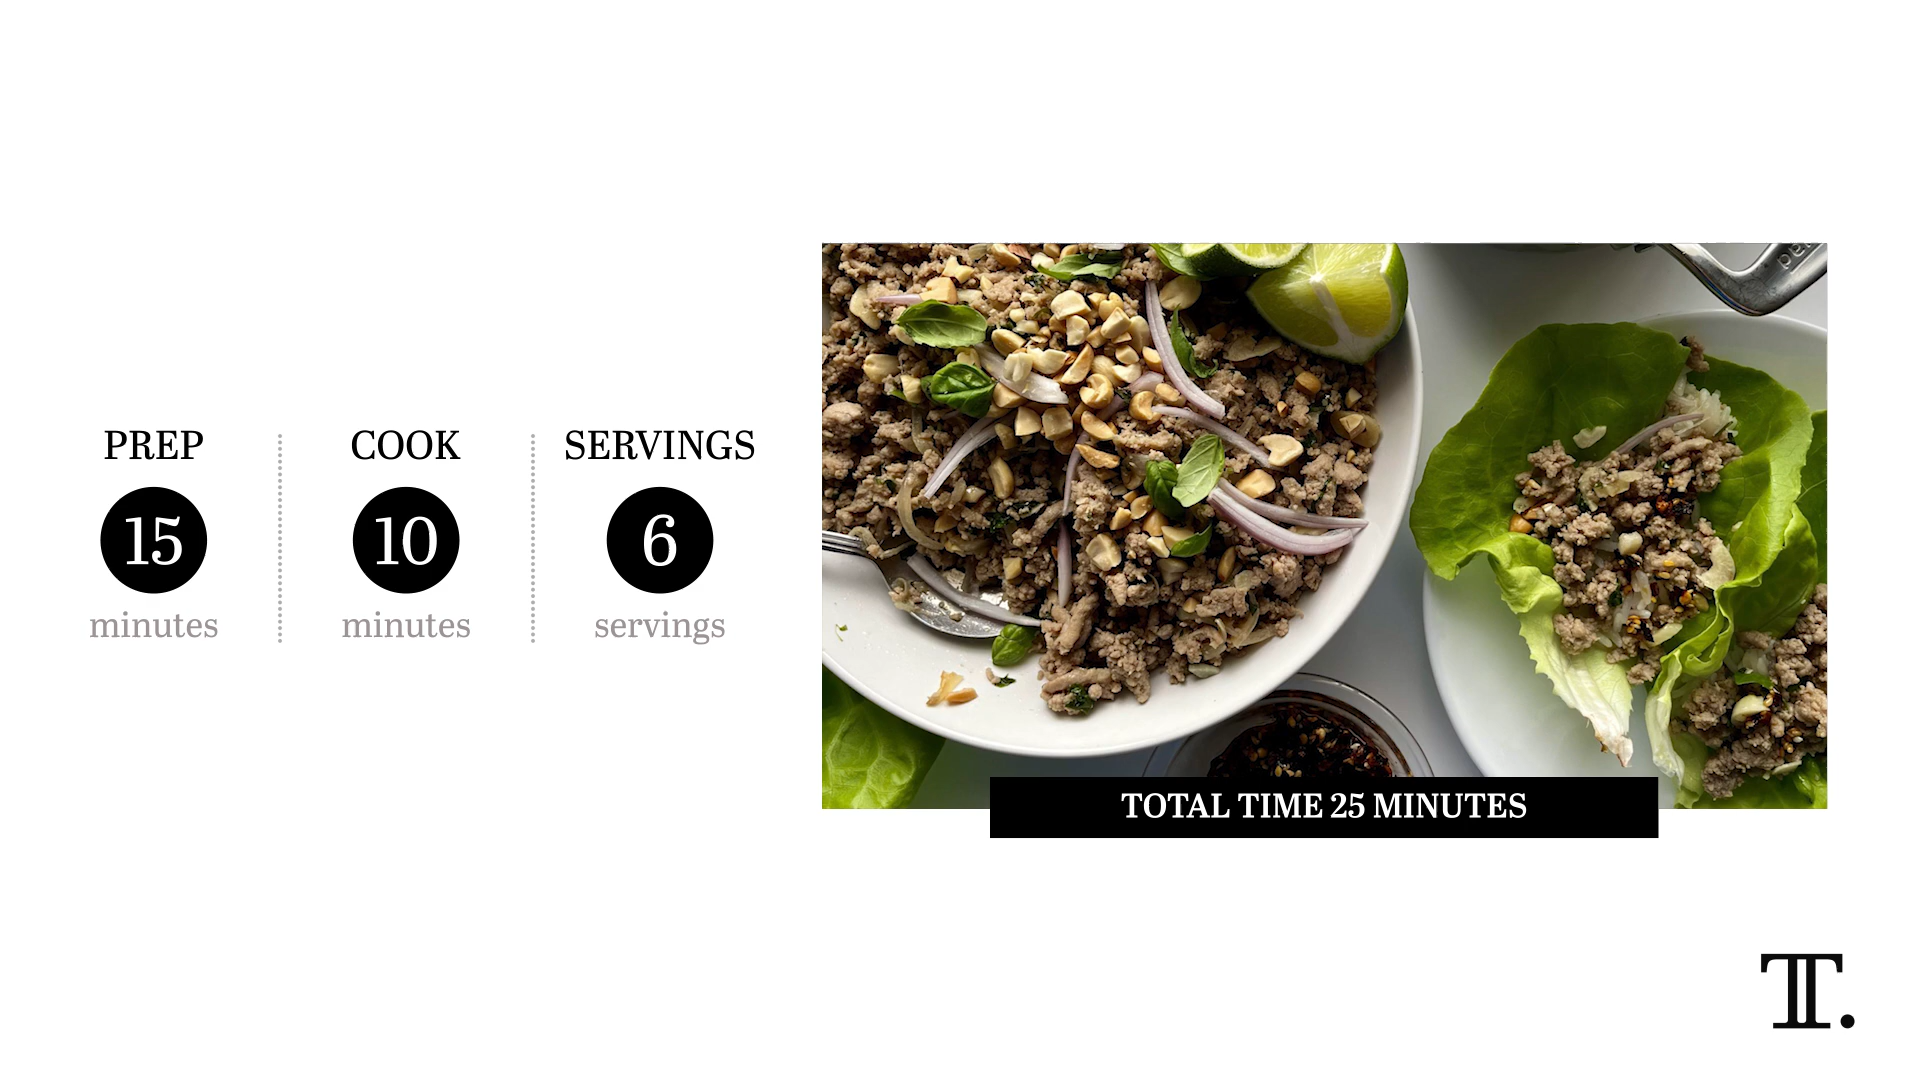 PREP
15
minutes
COOK
10
minutes
SERVINGS
6
servings
TOTAL TIME 25 MINUTES
T.